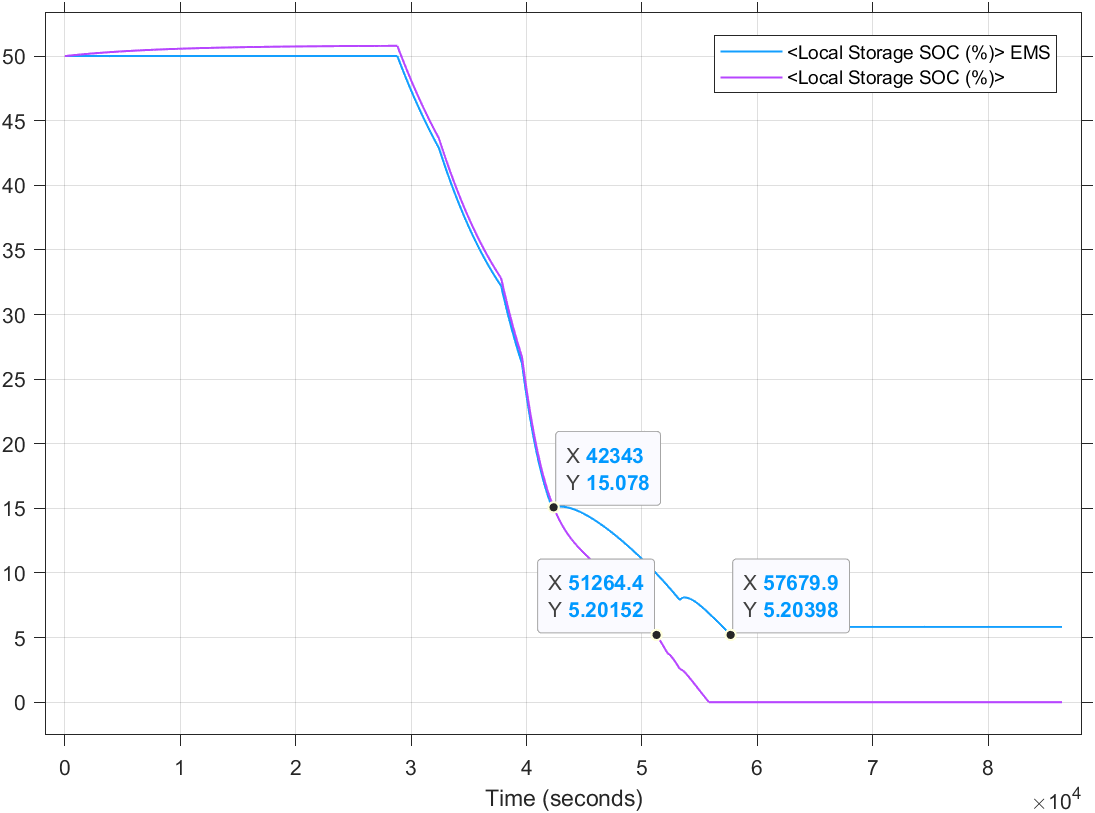 <Local Storage SOC (%)> EMS
<Local Storage SOC (%)>
50
45
40
35
30
25
20
15
10
5
0
X 42343
Y 15.078
X 51264.4
Y 5.20152
X 57679.9
Y 5.20398
0 1 2 3 4 5 6 7 8
Time (seconds)
×10⁴